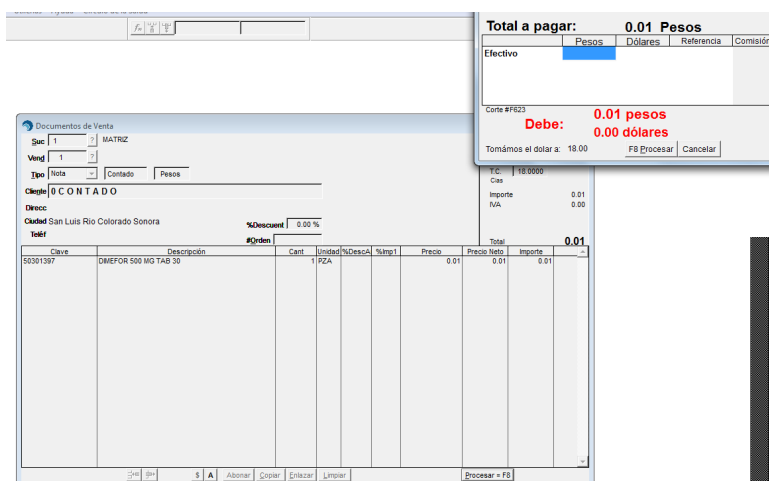 Total a pagar: 0.01 Pesos
Pesos Dólares Referencia Comisión
Efectivo
Corte #F623
Debe: 0.01 pesos
0.00 dólares
Tomámos el dolar a: 18.00 F8 Procesar Cancelar
Documentos de Venta
Suc 1 ? MATRIZ
Vend 1 ?
Tipo Nota Contado Pesos
T.C. 18.0000
Cias
Cliente 0 C O N T A D O
Importe 0.01
Direcc
IVA 0.00
Ciudad San Luis Rio Colorado Sonora
%Descuent 0.00 %
Teléf
#Orden
Total 0.01
Clave Descripción Cant Unidad %DescA %Imp1 Precio Precio Neto Importe
50301397 DIMEFOR 500 MG TAB 30 1 PZA 0.01 0.01 0.01
$ A Abonar Copiar Enlazar Limpiar Procesar = F8